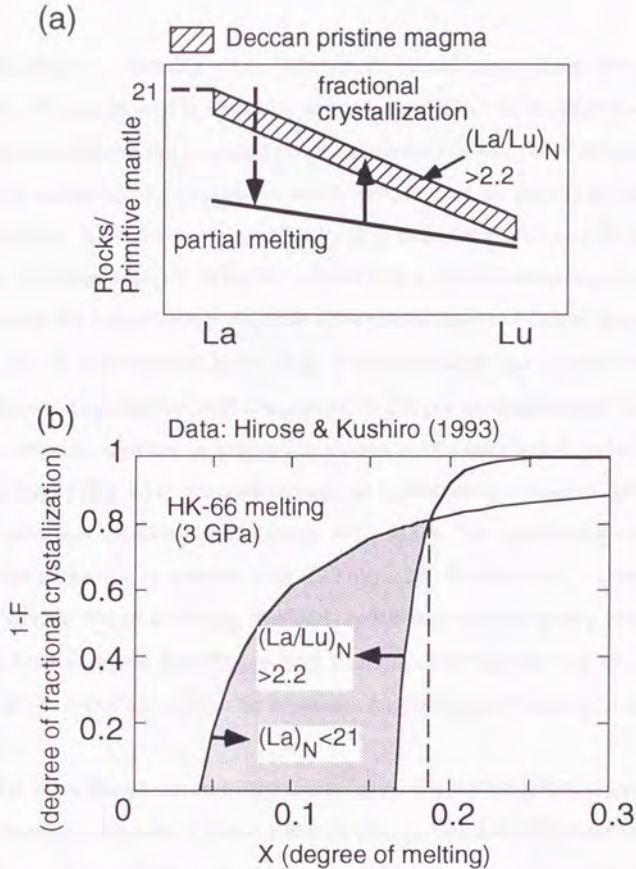 (a)
Deccan pristine magma
21
fractional
crystallization
(La/Lu)N
>2.2
partial melting
Rocks/
Primitive mantle
La
Lu
(b)
Data: Hirose & Kushiro (1993)
1
HK-66 melting
(3 GPa)
0.8
0.6
(La/Lu)N
>2.2
0.4
(La)N<21
0.2
1-F
(degree of fractional crystallization)
0
0.1
0.2
0.3
X (degree of melting)